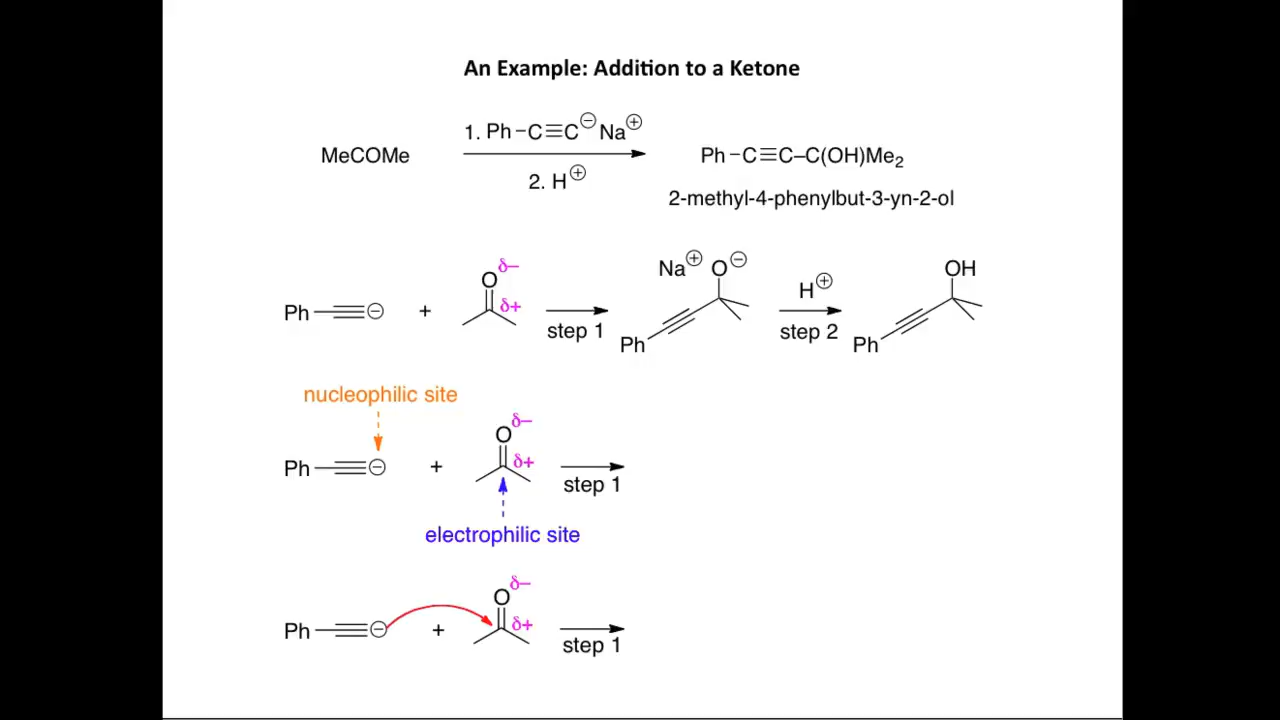 An Example: Addition to a Ketone
1. Ph–C≡C⊖ Na⊕
MeCOMe
Ph–C≡C–C(OH)Me₂
2. H⊕
2-methyl-4-phenylbut-3-yn-2-ol
δ–
Na⊕ O⊖
OH
O
H⊕
Ph ⊖ + δ+
step 1
step 2
Ph
Ph
nucleophilic site
δ–
O
Ph ⊖ + δ+
step 1
electrophilic site
δ–
O
Ph ⊖ + δ+
step 1